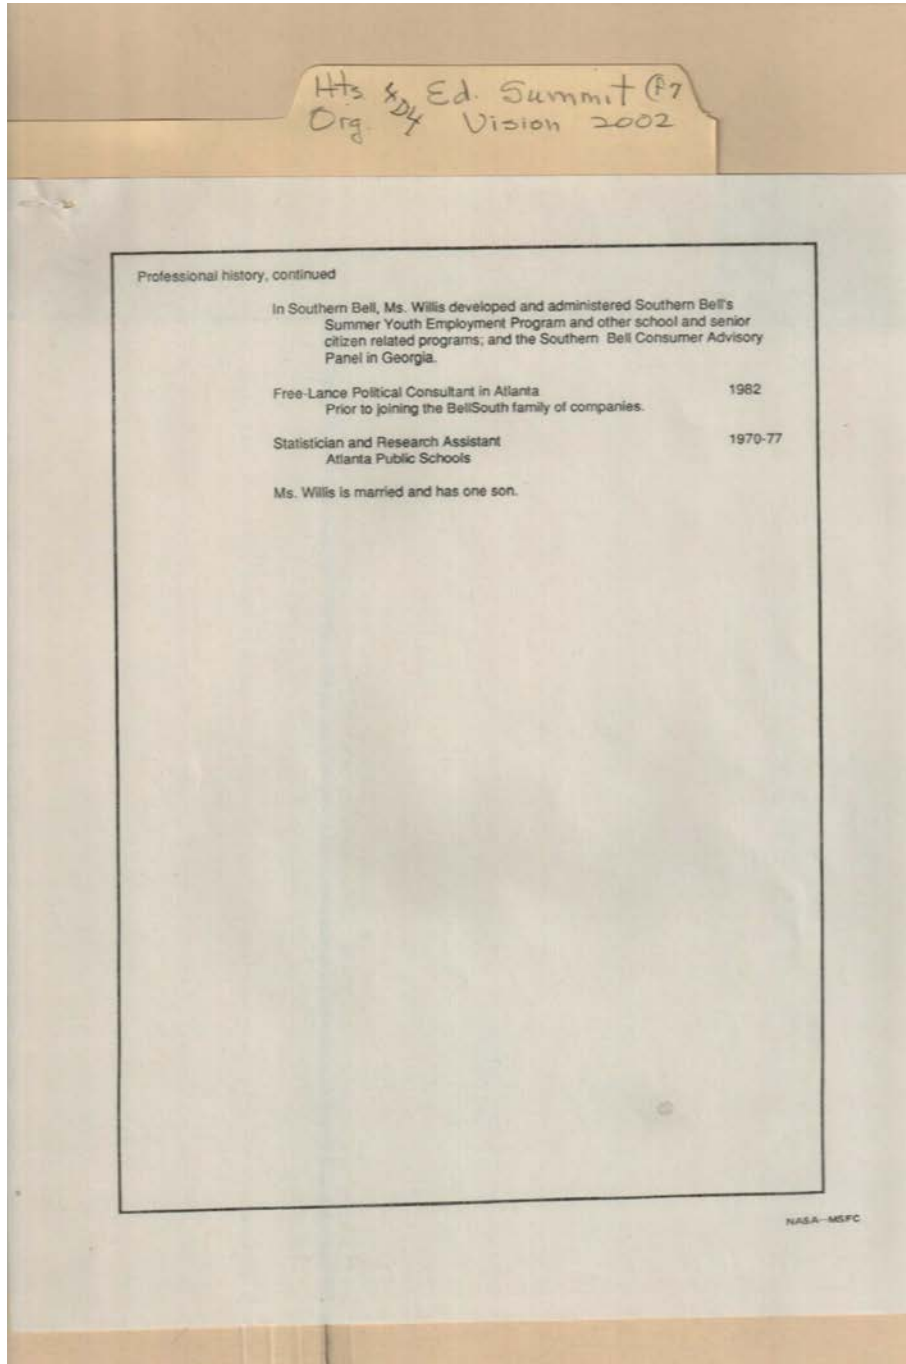 Hts Ed. Summit
Org. D4 Vision 2002
Professional history, continued
In Southern Bell, Ms. Willis developed and administered Southern Bell's
Summer Youth Employment Program and other school and senior
citizen related programs; and the Southern Bell Consumer Advisory
Panel in Georgia.
Free-Lance Political Consultant in Atlanta 1982
Prior to joining the BellSouth family of companies.
Statistician and Research Assistant 1970-77
Atlanta Public Schools
Ms. Willis is married and has one son.
NASA--MSFC